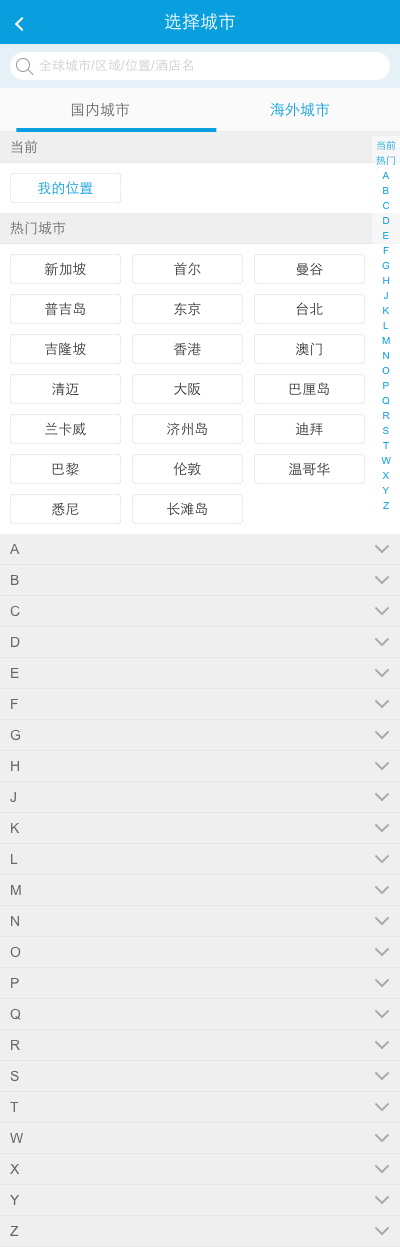 选择城市
全球城市/区域/位置/酒店名
国内城市 海外城市
当前
我的位置
热门城市
新加坡 首尔 曼谷
普吉岛 东京 台北
吉隆坡 香港 澳门
清迈 大阪 巴厘岛
兰卡威 济州岛 迪拜
巴黎 伦敦 温哥华
悉尼 长滩岛
当前
热门
A
B
C
D
E
F
G
H
J
K
L
M
N
O
P
Q
R
S
T
W
X
Y
Z
A
B
C
D
E
F
G
H
J
K
L
M
N
O
P
Q
R
S
T
W
X
Y
Z